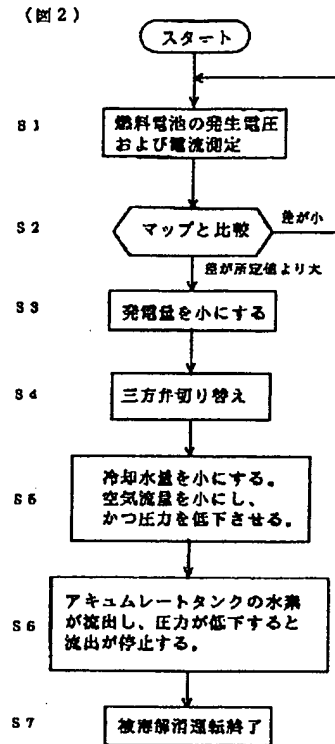 (図2)
スタート
S1
燃料電池の発生電圧
および電流測定
S2
マップと比較
差が小
差が所定値より大
S3
発電量を小にする
S4
三方弁切り替え
S5
冷却水量を小にする。
空気流量を小にし、
かつ圧力を低下させる。
S6
アキュムレートタンクの水素
が流出し、圧力が低下すると
流出が停止する。
S7
被毒解消運転終了